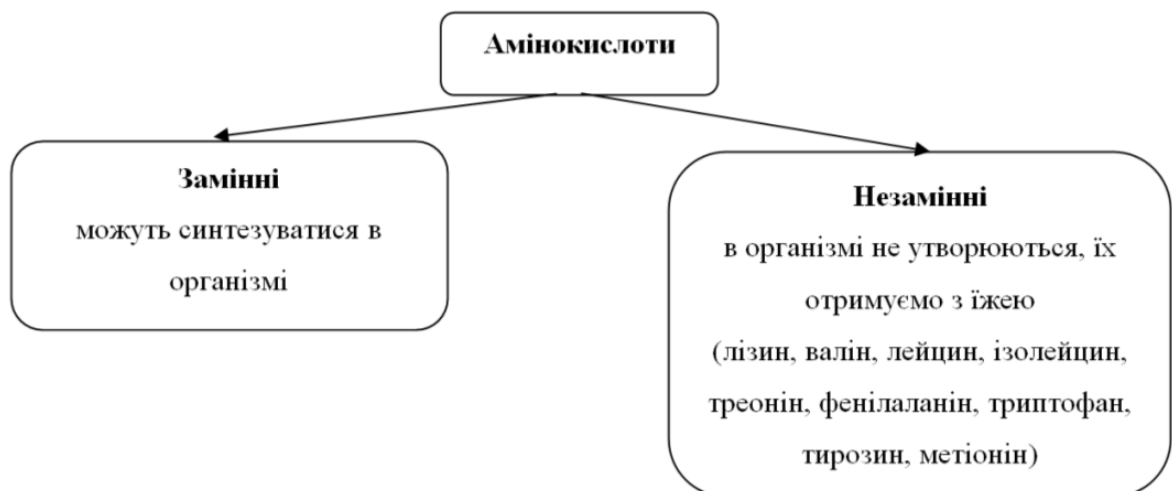 Амінокислоти
Замінні
можуть синтезуватися в
організмі
Незамінні
в організмі не утворюються, їх
отримуємо з їжею
(лізин, валін, лейцин, ізолейцин,
треонін, фенілаланін, триптофан,
тирозин, метіонін)